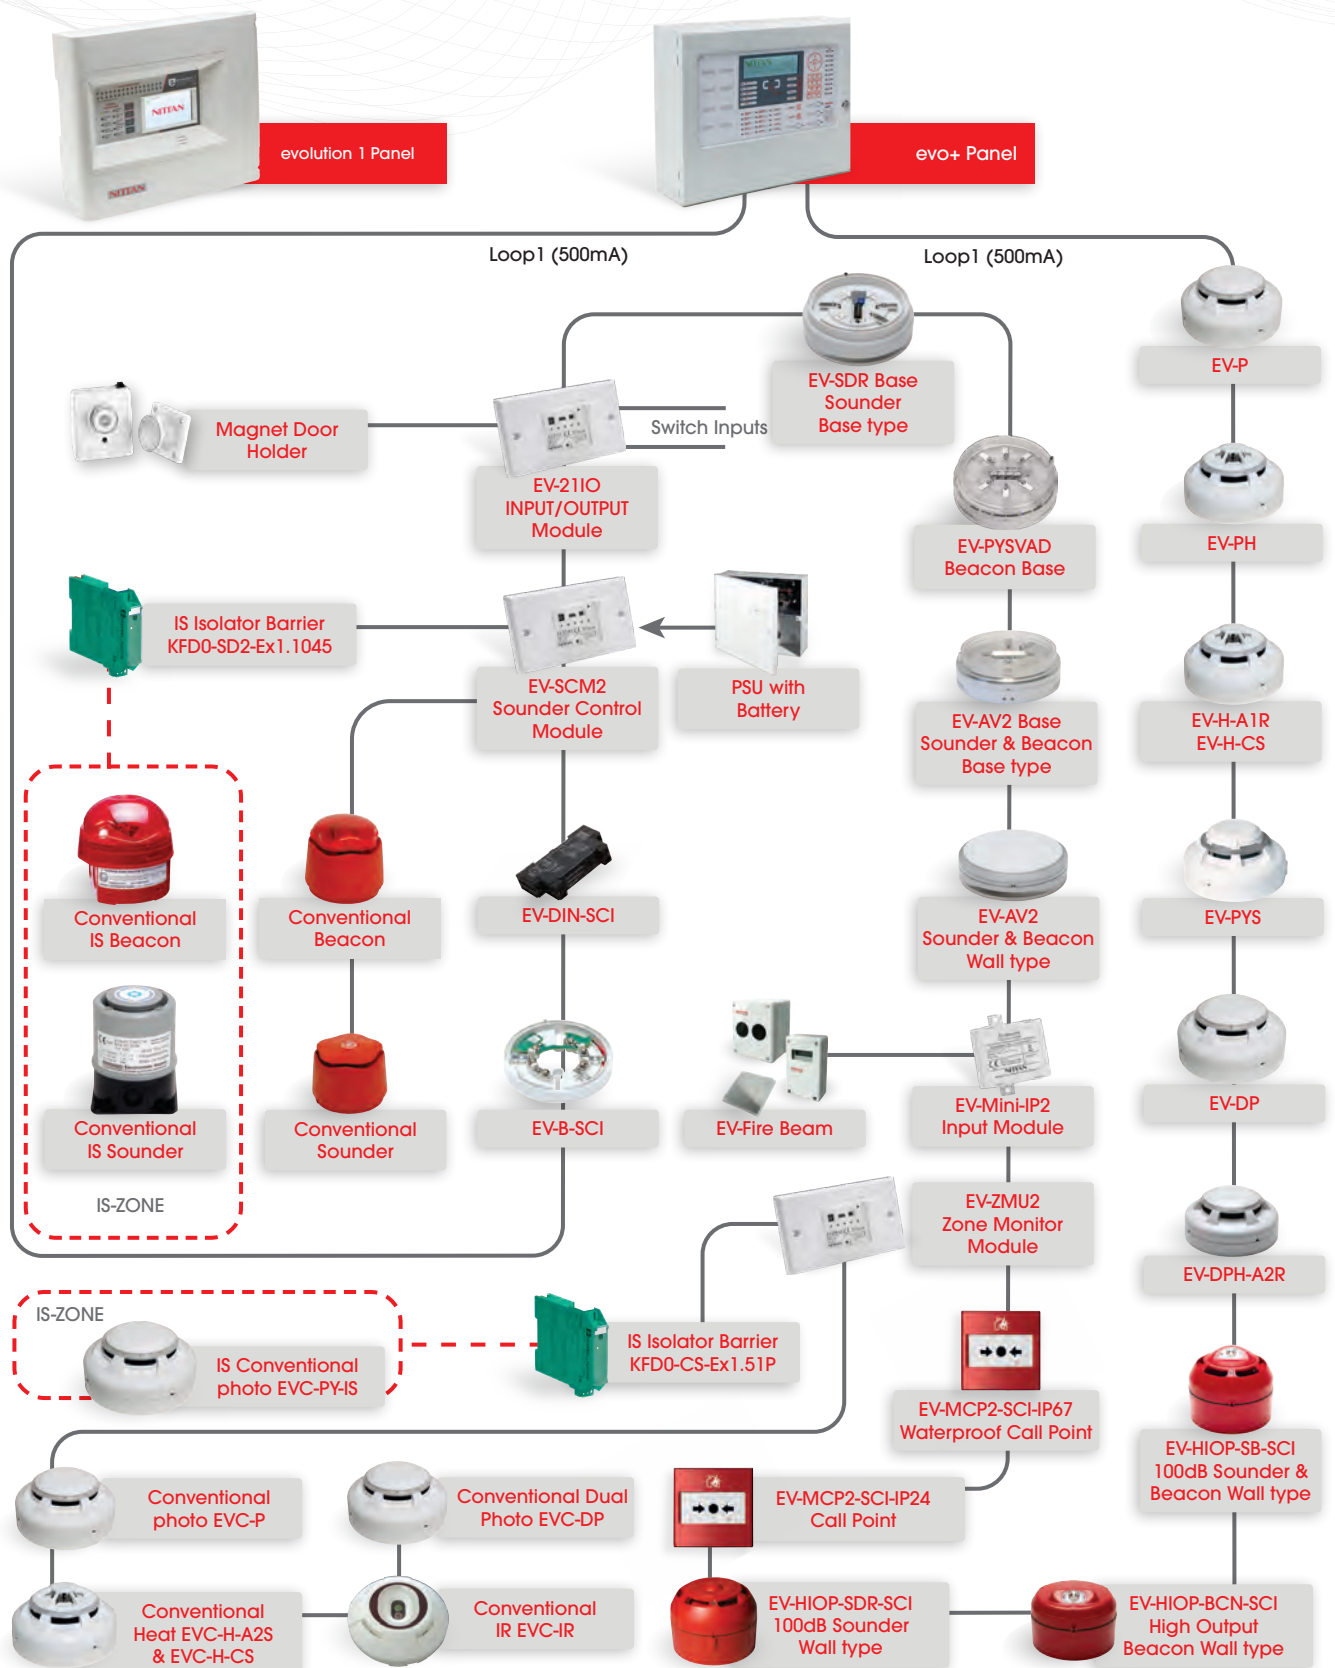 NITTAN
NITTAN
NITTAN
evolution 1 Panel
evo+ Panel
Loop1 (500mA)
Loop1 (500mA)
EV-P
EV-SDR Base
Sounder
Base type
Magnet Door
Holder
Switch Inputs
EV-21IO
INPUT/OUTPUT
Module
EV-PYSVAD
Beacon Base
EV-PH
IS Isolator Barrier
KFD0-SD2-Ex1.1045
EV-SCM2
Sounder Control
Module
PSU with
Battery
EV-AV2 Base
Sounder & Beacon
Base type
EV-H-A1R
EV-H-CS
Conventional
IS Beacon
Conventional
Beacon
EV-DIN-SCI
EV-AV2
Sounder & Beacon
Wall type
EV-PYS
Conventional
IS Sounder
IS-ZONE
Conventional
Sounder
EV-B-SCI
EV-Fire Beam
NITTAN
EV-Mini-IP2
Input Module
EV-DP
EV-ZMU2
Zone Monitor
Module
EV-DPH-A2R
IS-ZONE
IS Conventional
photo EVC-PY-IS
IS Isolator Barrier
KFD0-CS-Ex1.51P
EV-MCP2-SCI-IP67
Waterproof Call Point
EV-HIOP-SB-SCI
100dB Sounder &
Beacon Wall type
Conventional
photo EVC-P
Conventional Dual
Photo EVC-DP
EV-MCP2-SCI-IP24
Call Point
Conventional
Heat EVC-H-A2S
& EVC-H-CS
Conventional
IR EVC-IR
EV-HIOP-SDR-SCI
100dB Sounder
Wall type
EV-HIOP-BCN-SCI
High Output
Beacon Wall type